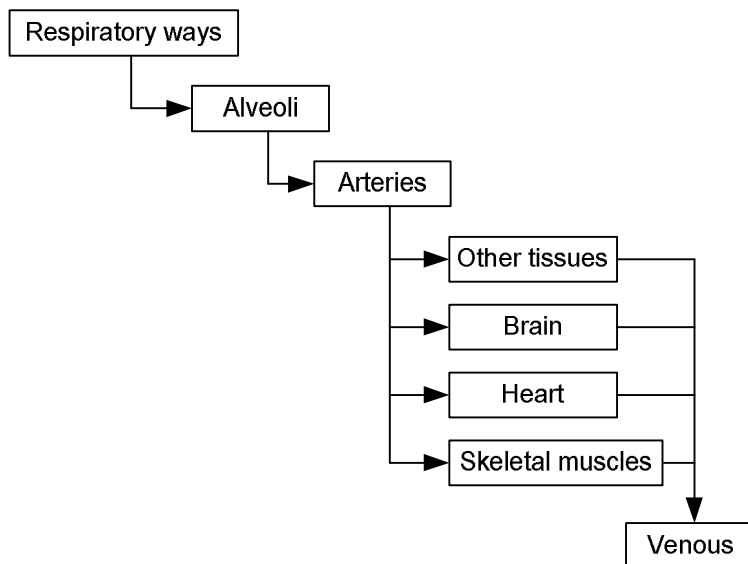 Respiratory ways
Alveoli
Arteries
Other tissues
Brain
Heart
Skeletal muscles
Venous